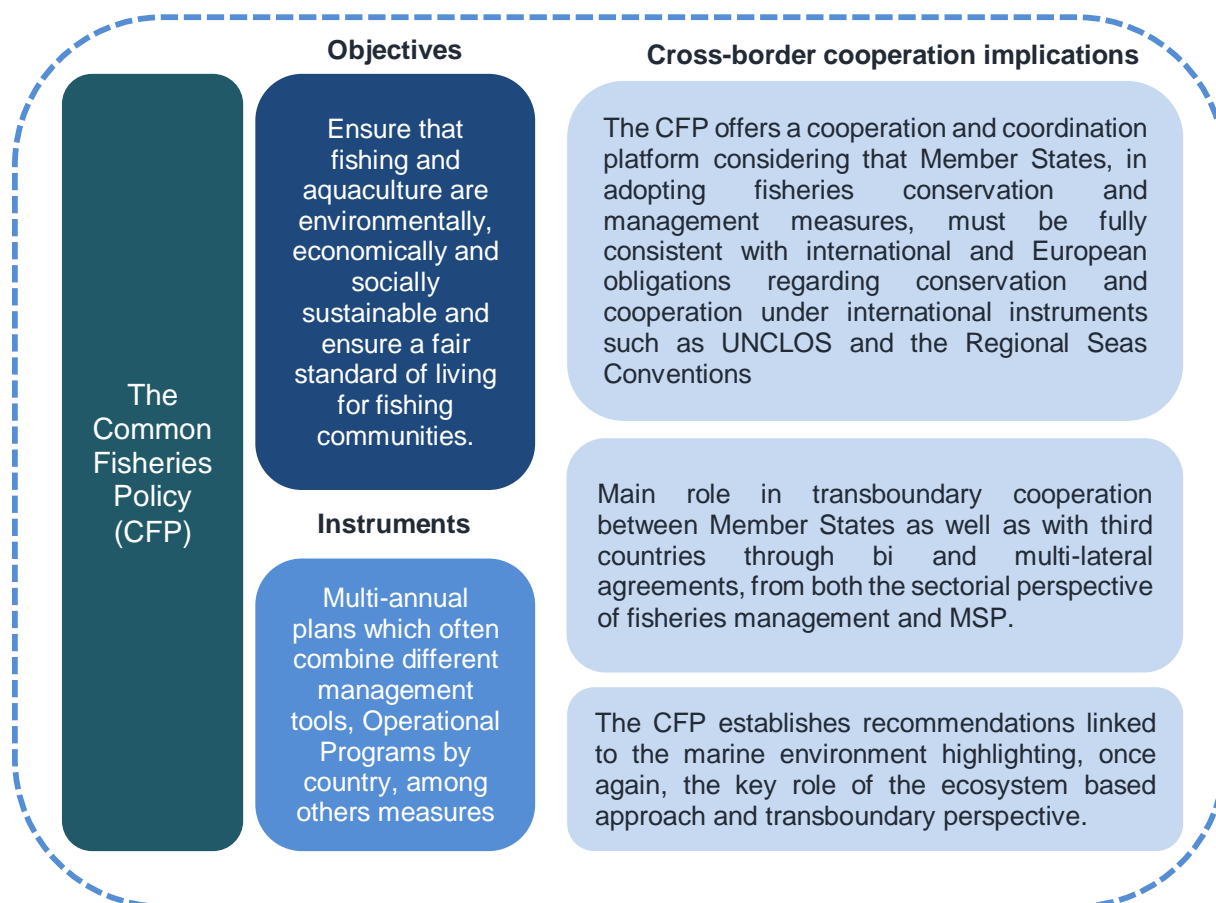 The
Common
Fisheries
Policy
(CFP)
Objectives
Ensure that
fishing and
aquaculture are
environmentally,
economically and
socially
sustainable and
ensure a fair
standard of living
for fishing
communities.
Instruments
Multi-annual
plans which often
combine different
management
tools, Operational
Programs by
country, among
others measures
Cross-border cooperation implications
The CFP offers a cooperation and coordination
platform considering that Member States, in
adopting fisheries conservation and
management measures, must be fully
consistent with international and European
obligations regarding conservation and
cooperation under international instruments
such as UNCLOS and the Regional Seas
Conventions
Main role in transboundary cooperation
between Member States as well as with third
countries through bi and multi-lateral
agreements, from both the sectorial perspective
of fisheries management and MSP.
The CFP establishes recommendations linked
to the marine environment highlighting, once
again, the key role of the ecosystem based
approach and transboundary perspective.